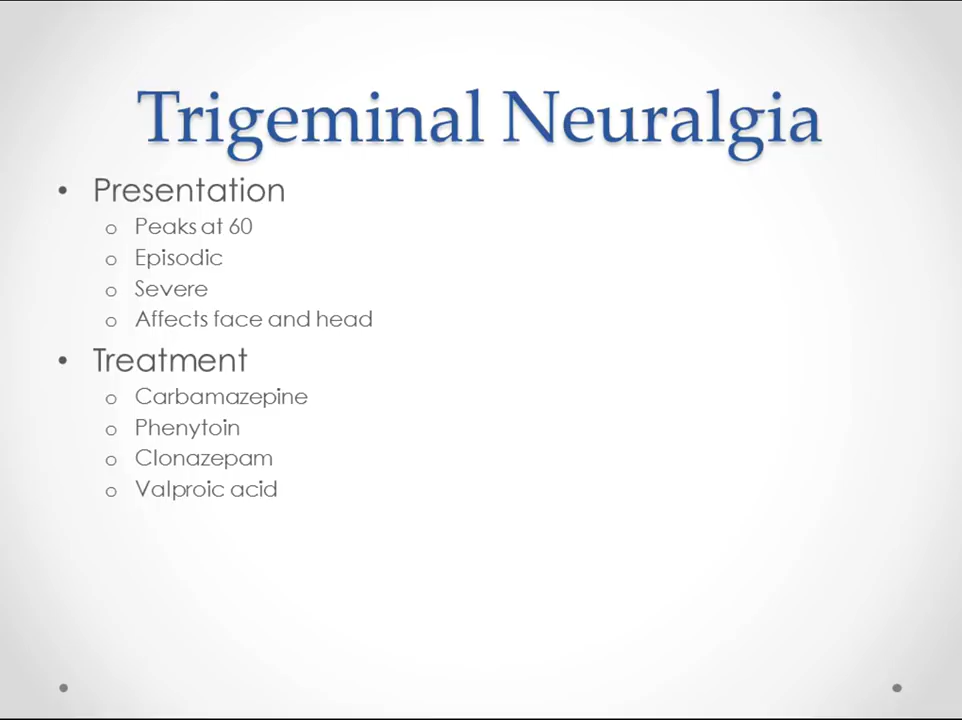 Trigeminal Neuralgia
• Presentation
o Peaks at 60
o Episodic
o Severe
o Affects face and head
• Treatment
o Carbamazepine
o Phenytoin
o Clonazepam
o Valproic acid